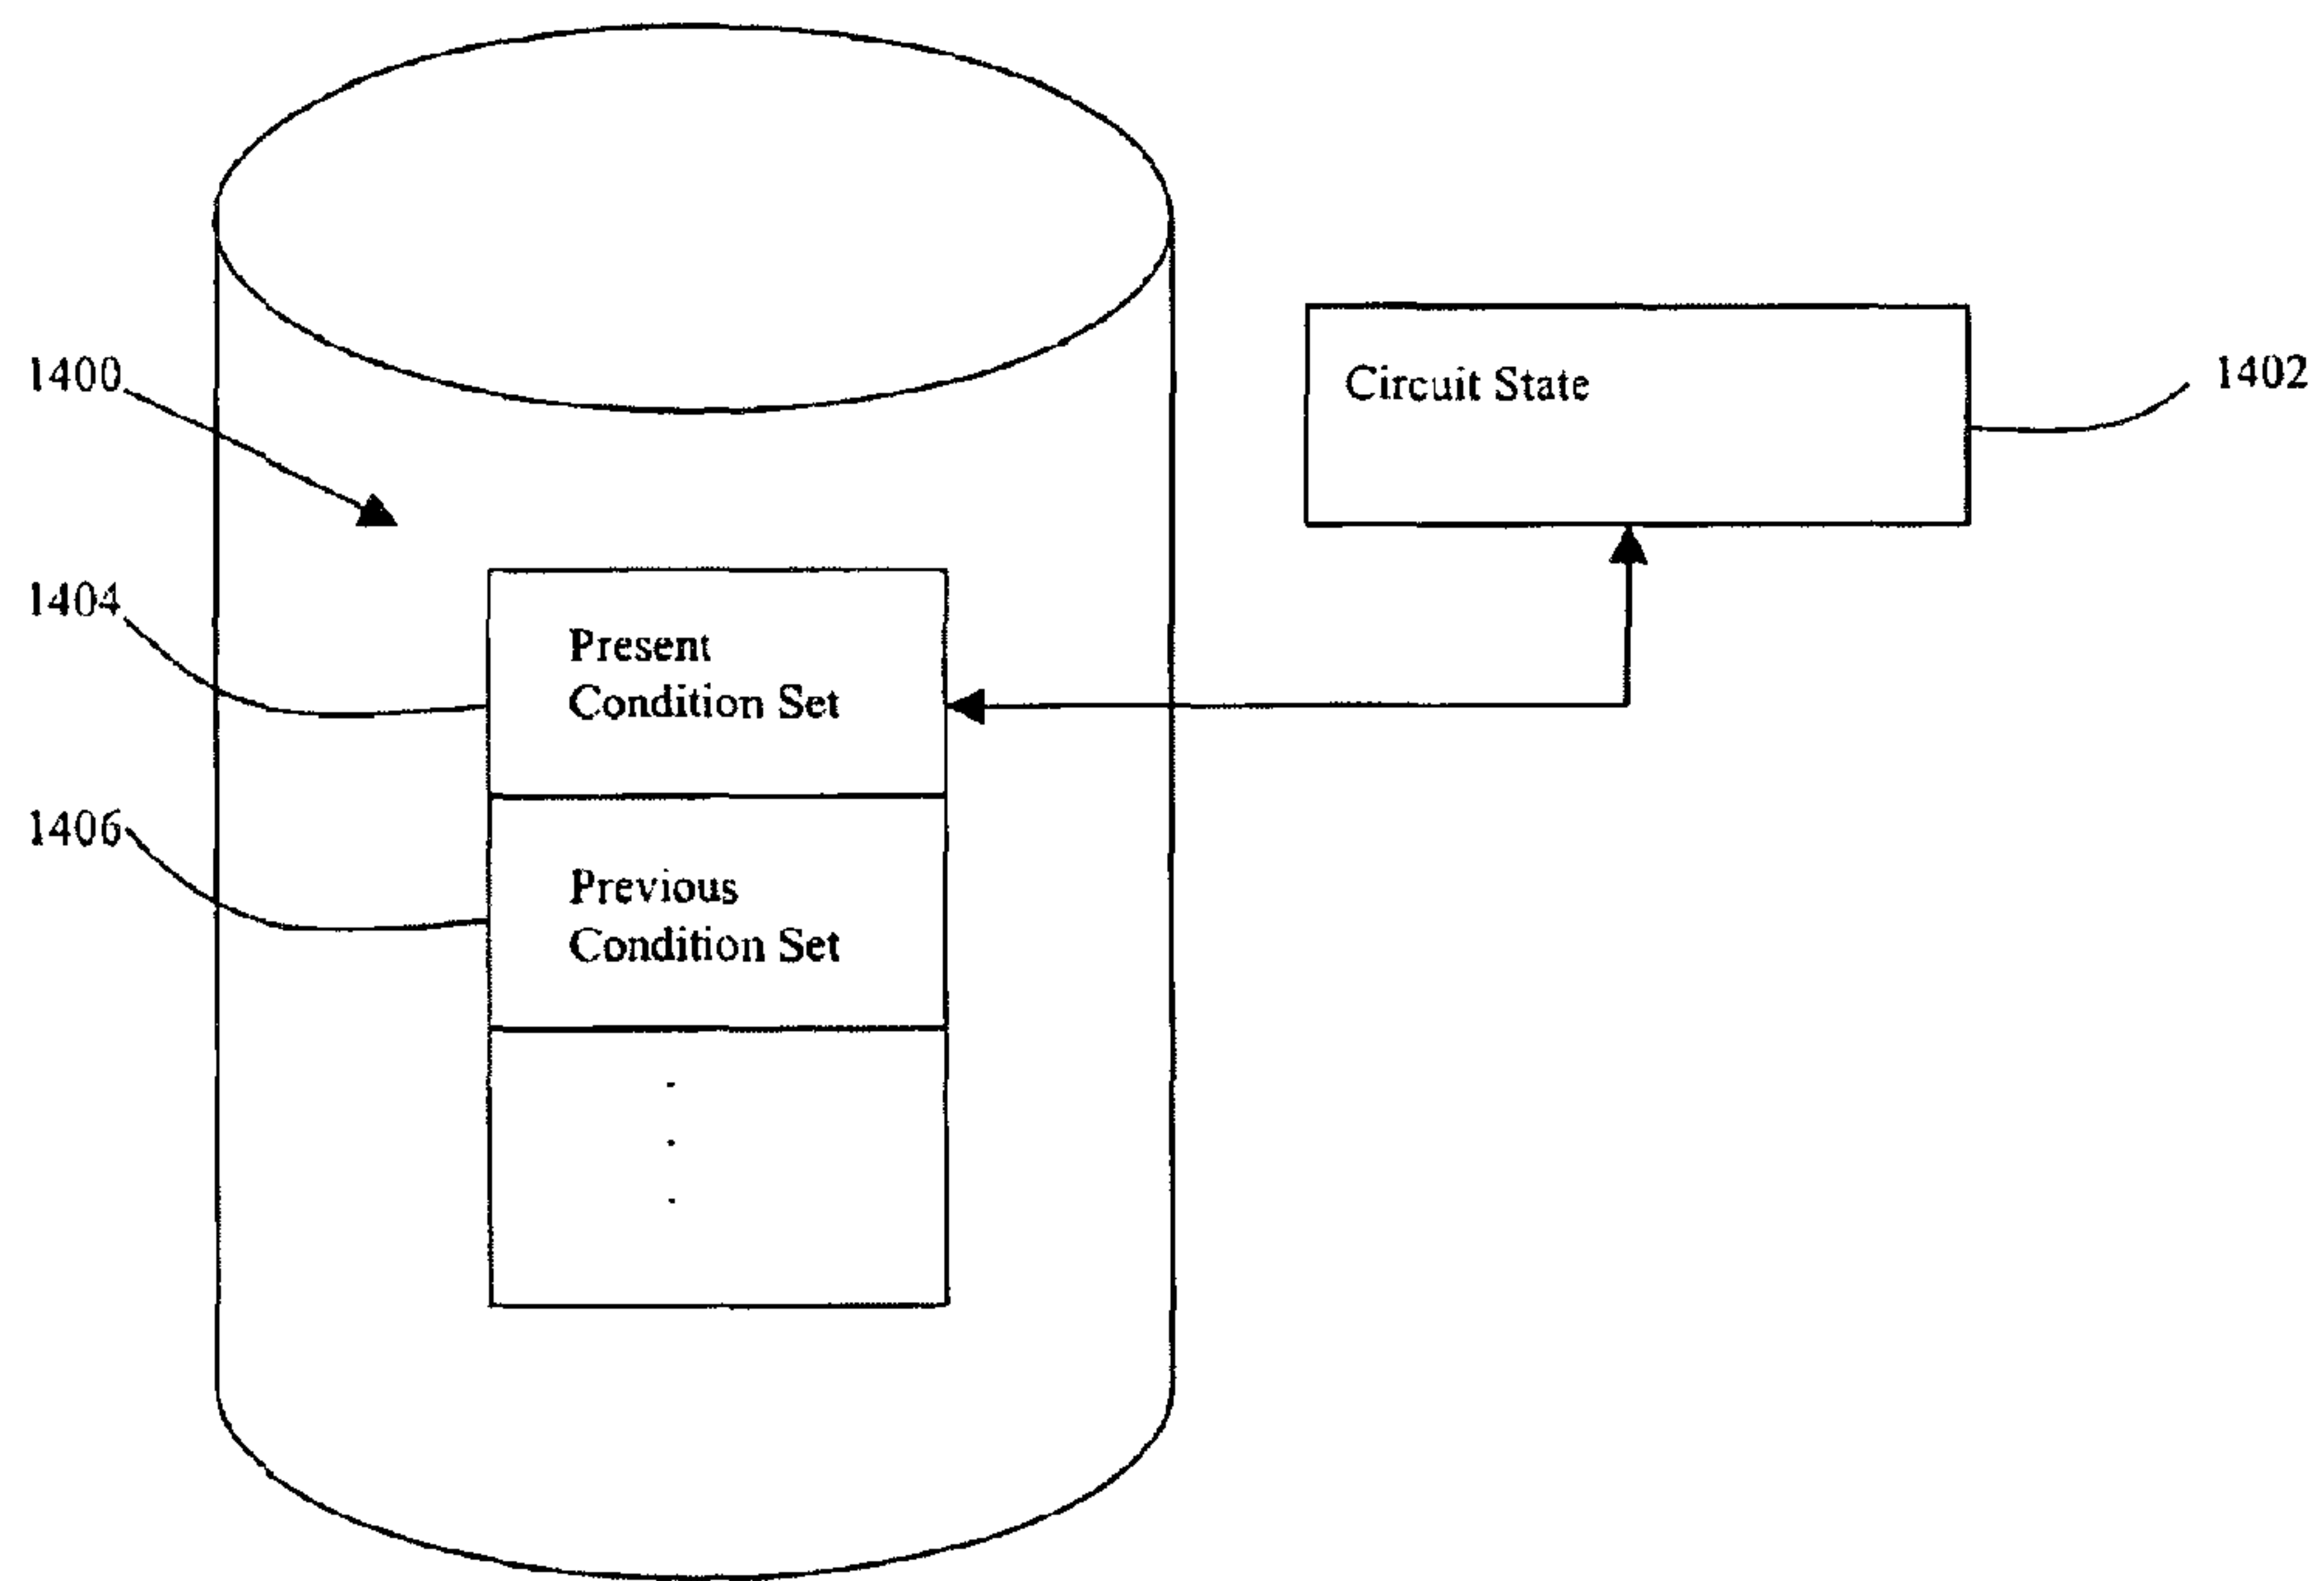 1400
Circuit State
1402
1404
Present
Condition Set
1406
Previous
Condition Set